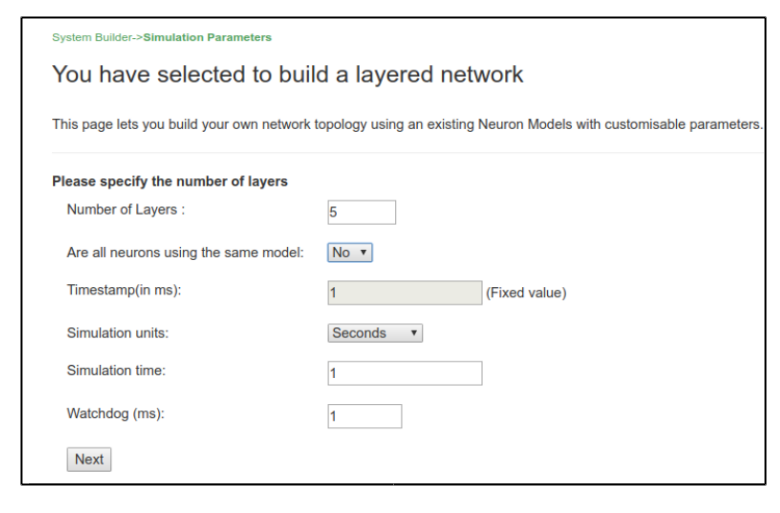 System Builder->Simulation Parameters
You have selected to build a layered network
This page lets you build your own network topology using an existing Neuron Models with customisable parameters.
Please specify the number of layers
Number of Layers : 5
Are all neurons using the same model: No
Timestamp(in ms): 1 (Fixed value)
Simulation units: Seconds
Simulation time: 1
Watchdog (ms): 1
Next